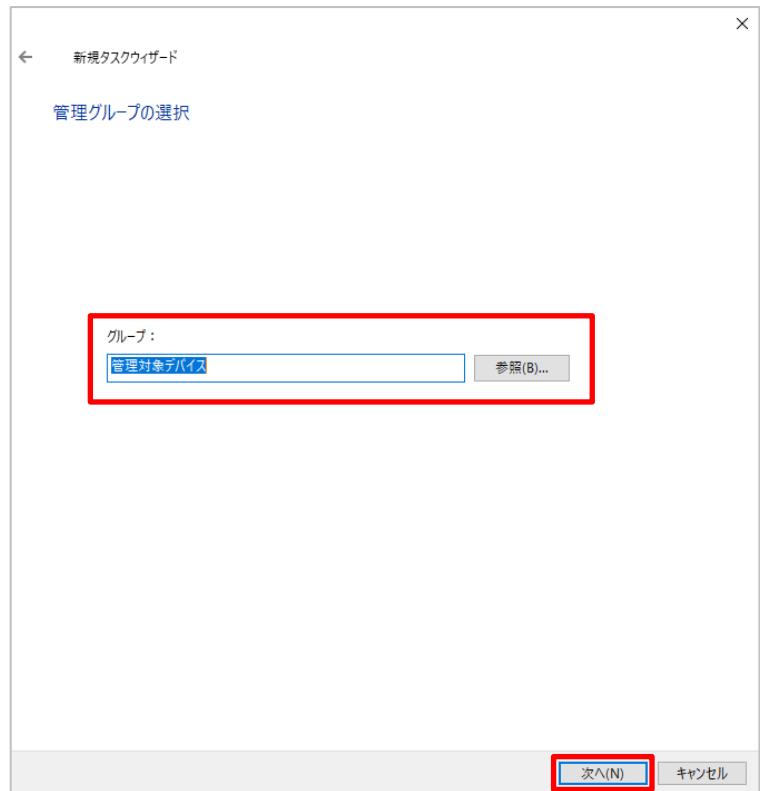 新規タスクウィザード
管理グループの選択
グループ：
管理対象デバイス
参照(B)...
次へ(N)
キャンセル